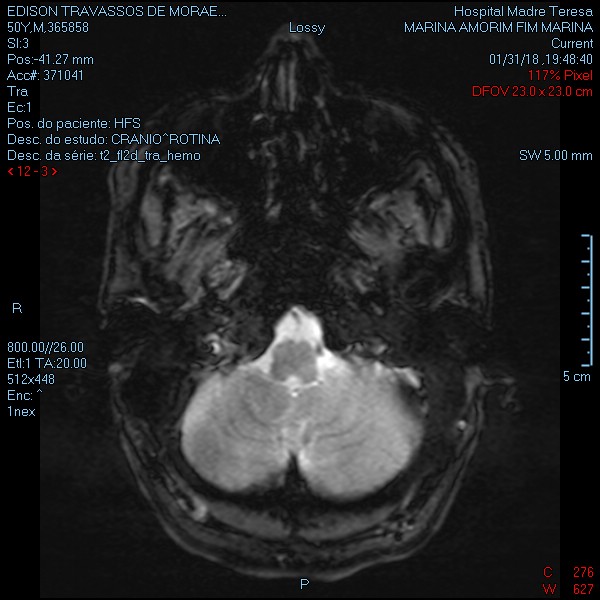 EDISON TRAVASSOS DE MORAE...
50Y,M,365858
Sl:3
Pos:-41.27 mm
Acc#: 371041
Tra
Ec:1
Pos. do paciente: HFS
Desc. do estudo: CRANIO^ROTINA
Desc. da série: t2_fl2d_tra_hemo
< 12 - 3 >
Lossy
Hospital Madre Teresa
MARINA AMORIM FIM MARINA
Current
01/31/18 ,19:48:40
117% Pixel
DFOV 23.0 x 23.0 cm
SW 5.00 mm
R
800.00//26.00
Etl:1 TA:20.00
512x448
Enc: ^
1nex
5 cm
P
C 276
W 627